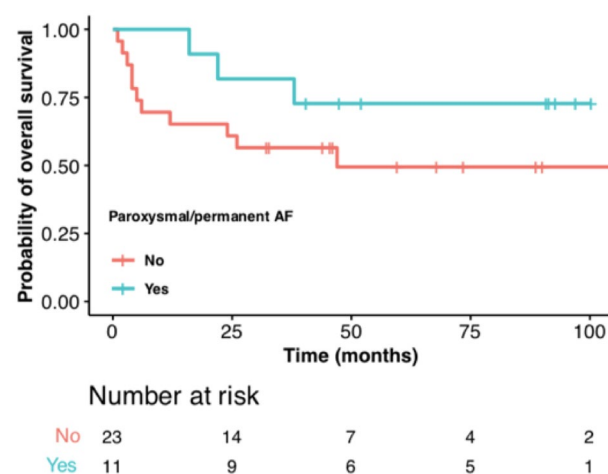 Probability of overall survival
1.00
0.75
0.50
0.25
0.00
Paroxysmal/permanent AF
No
Yes
0 25 50 75 100
Time (months)
Number at risk
No 23 14 7 4 2
Yes 11 9 6 5 1